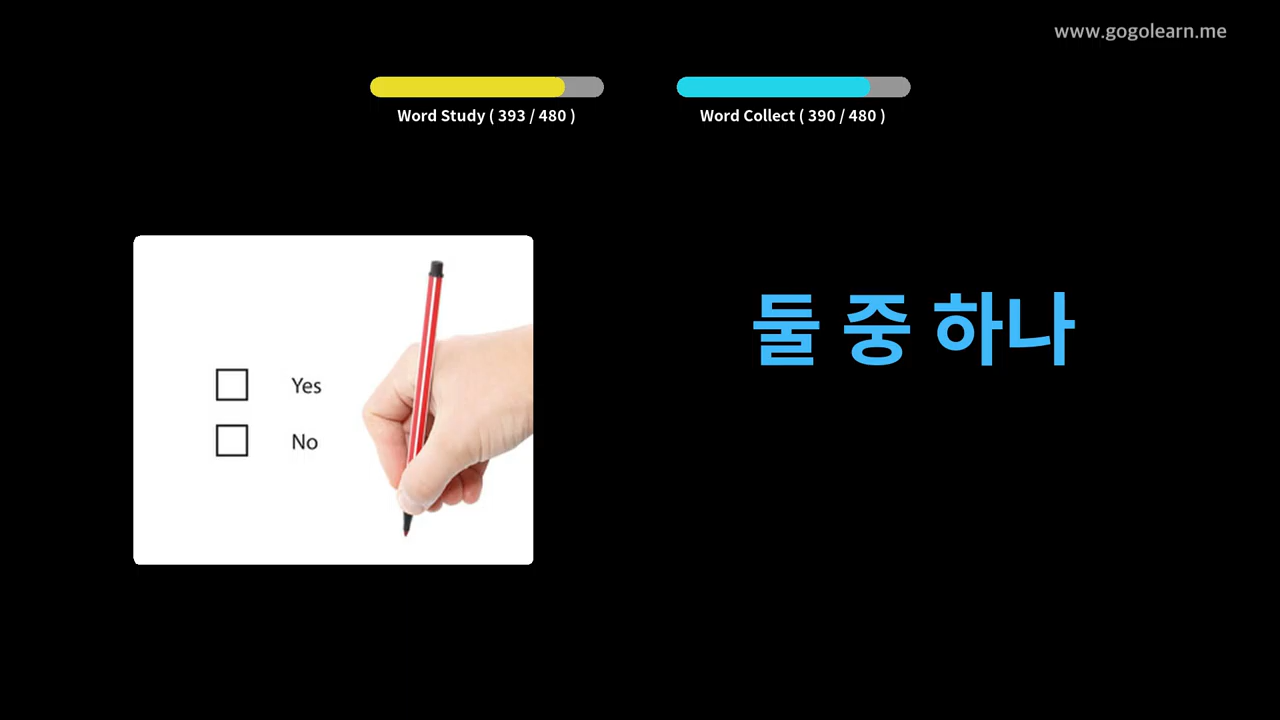 www.gogolearn.me
Word Study ( 393 / 480 )
Word Collect ( 390 / 480 )
Yes
No
둘 중 하나